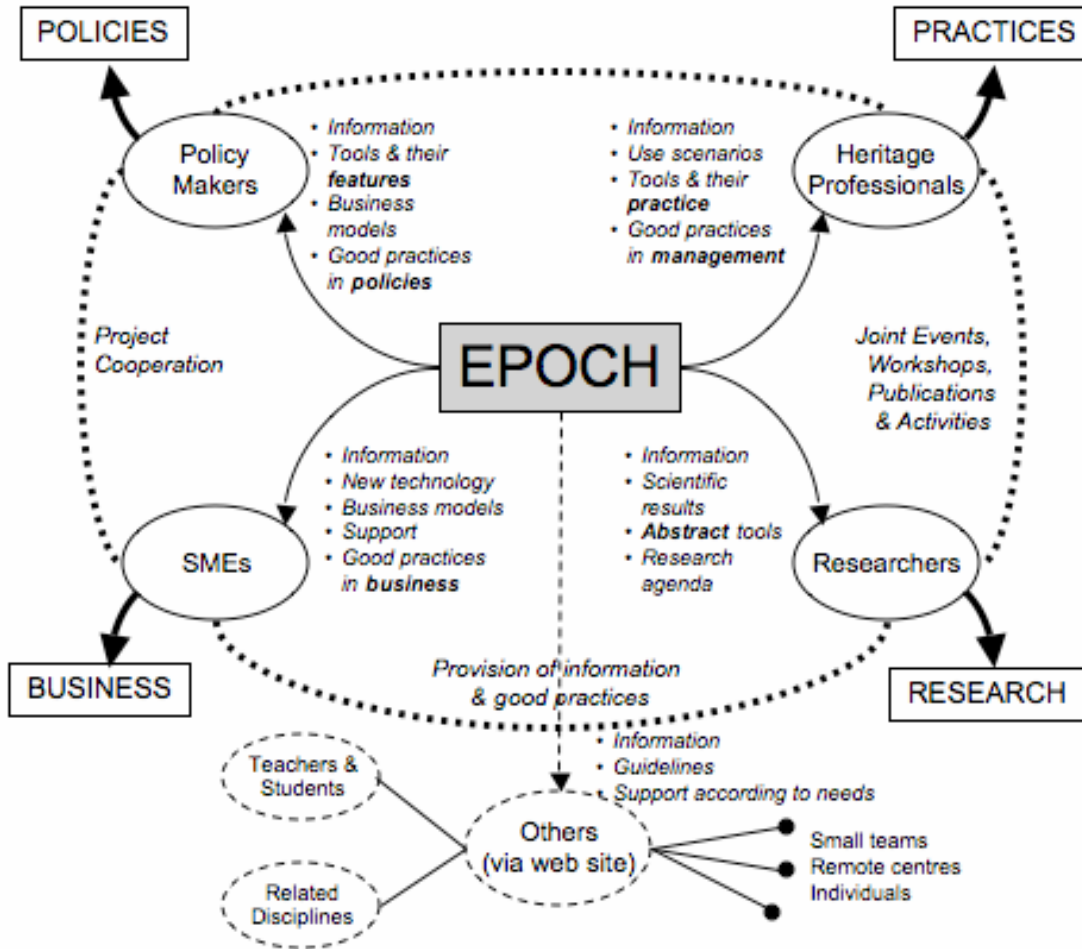 POLICIES
PRACTICES
Policy
Makers
• Information
• Tools & their
features
• Business
models
• Good practices
in policies
• Information
• Use scenarios
• Tools & their
practice
• Good practices
in management
Heritage
Professionals
Project
Cooperation
EPOCH
Joint Events,
Workshops,
Publications
& Activities
SMEs
• Information
• New technology
• Business models
• Support
• Good practices
in business
• Information
• Scientific
results
• Abstract tools
• Research
agenda
Researchers
BUSINESS
Provision of information
& good practices
RESEARCH
Teachers &
Students
• Information
• Guidelines
• Support according to needs
Others
(via web site)
Small teams
Remote centres
Individuals
Related
Disciplines